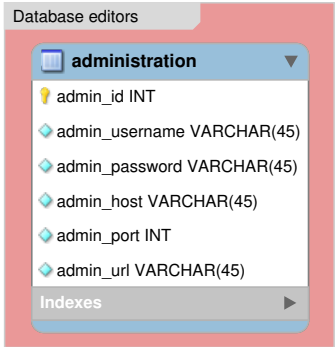 Database editors
administration
admin_id INT
admin_username VARCHAR(45)
admin_password VARCHAR(45)
admin_host VARCHAR(45)
admin_port INT
admin_url VARCHAR(45)
Indexes